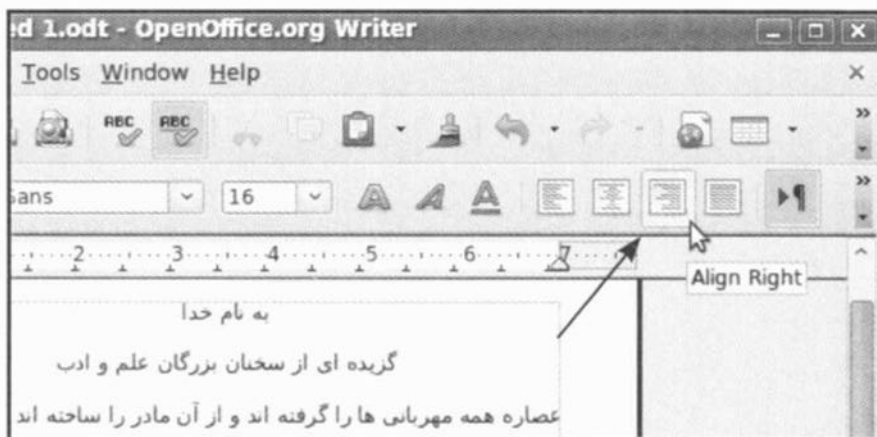 ed 1.odt - OpenOffice.org Writer
Tools Window Help
ABC ABC
Sans 16
2 3 4 5 6 7
Align Right
به نام خدا
گزیده ای از سخنان بزرگان علم و ادب
عصاره همه مهربانی ها را گرفته اند و از آن مادر را ساخته اند